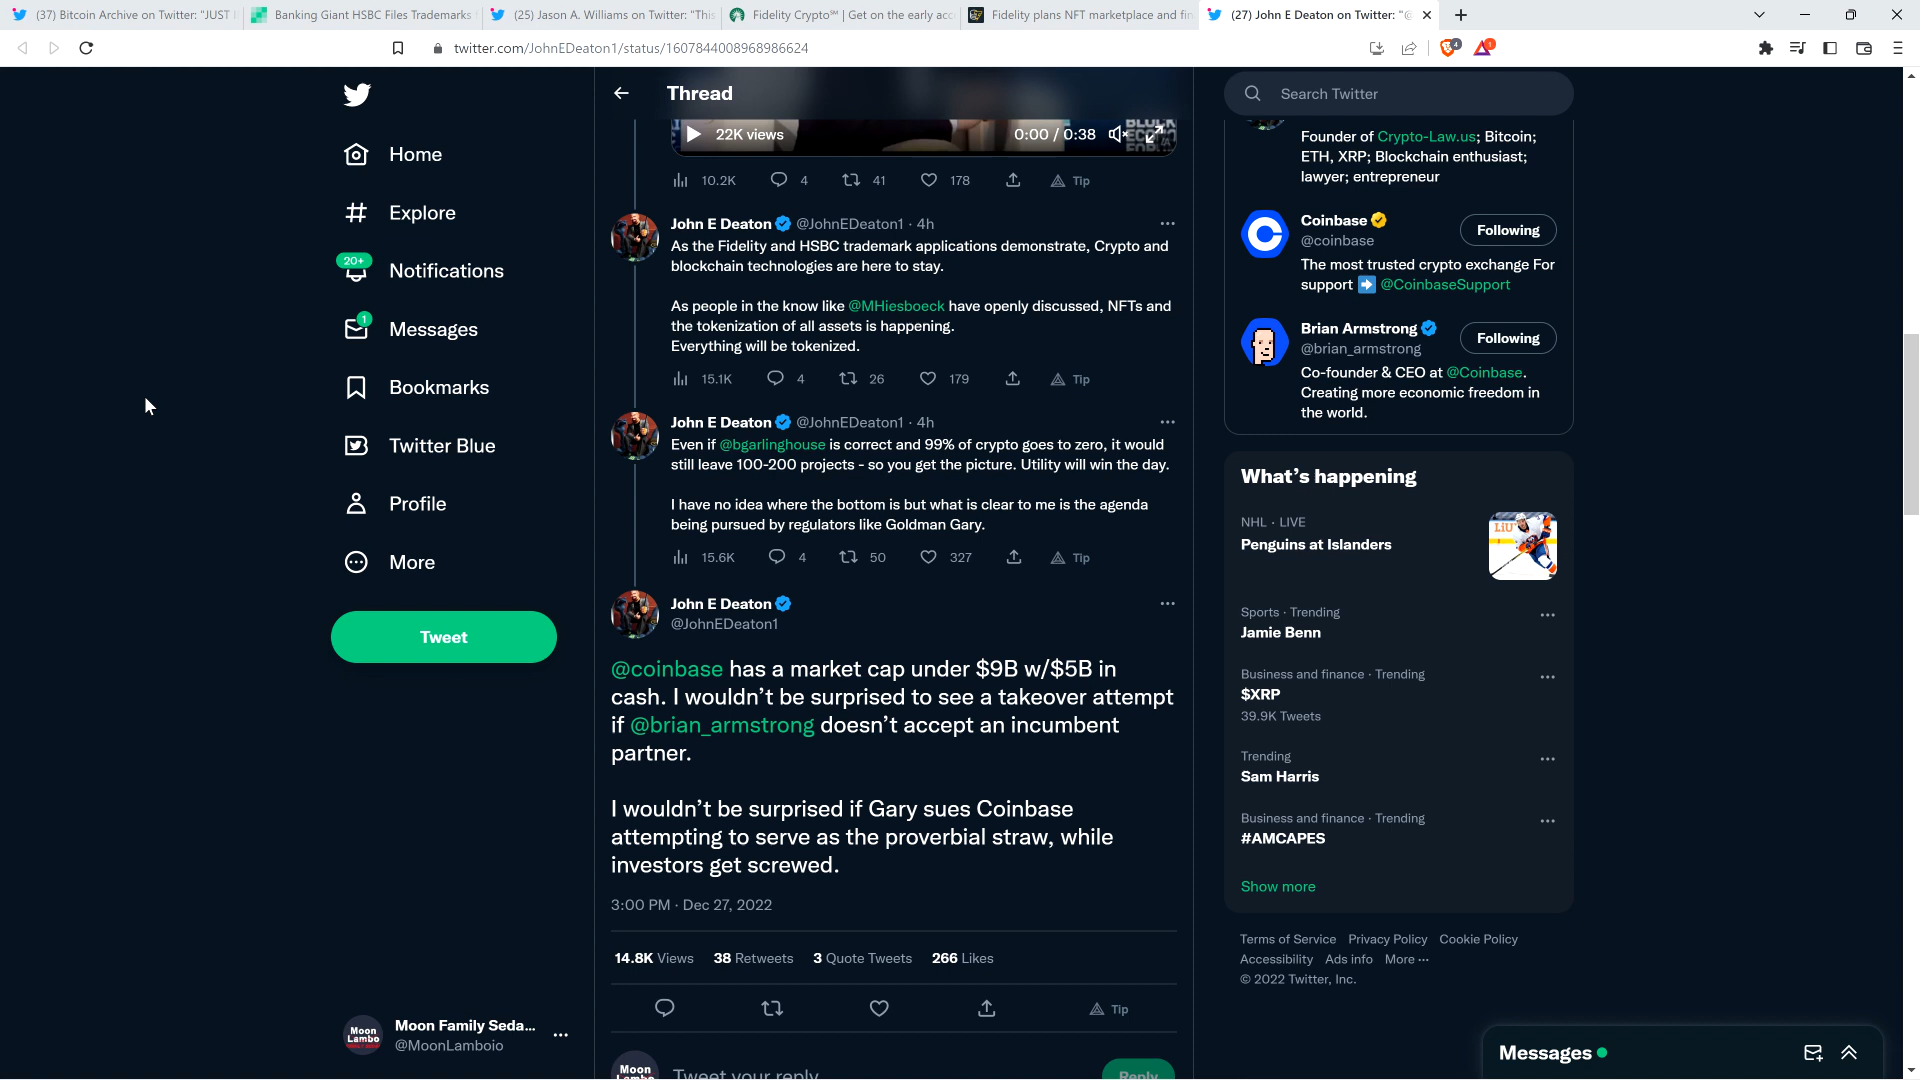 (37) Bitcoin Archive on Twitter: "JUST I
Banking Giant HSBC Files Trademarks
(25) Jason A. Williams on Twitter: "This
Fidelity Crypto℠ | Get on the early acc
Fidelity plans NFT marketplace and fin
(27) John E Deaton on Twitter: "@
twitter.com/JohnEDeaton1/status/1607844008968986624
4
1
Home
Explore
20+
Notifications
1
Messages
Bookmarks
Twitter Blue
Profile
More
Tweet
Moon Lambo
Moon Family Seda...
@MoonLamboio
Thread
22K views
0:00 / 0:38
10.2K 4 41 178 Tip
John E Deaton @JohnEDeaton1 · 4h
As the Fidelity and HSBC trademark applications demonstrate, Crypto and
blockchain technologies are here to stay.
As people in the know like @MHiesboeck have openly discussed, NFTs and
the tokenization of all assets is happening.
Everything will be tokenized.
15.1K 4 26 179 Tip
John E Deaton @JohnEDeaton1 · 4h
Even if @bgarlinghouse is correct and 99% of crypto goes to zero, it would
still leave 100-200 projects - so you get the picture. Utility will win the day.
I have no idea where the bottom is but what is clear to me is the agenda
being pursued by regulators like Goldman Gary.
15.6K 4 50 327 Tip
John E Deaton
@JohnEDeaton1
@coinbase has a market cap under $9B w/$5B in
cash. I wouldn't be surprised to see a takeover attempt
if @brian_armstrong doesn't accept an incumbent
partner.
I wouldn't be surprised if Gary sues Coinbase
attempting to serve as the proverbial straw, while
investors get screwed.
3:00 PM · Dec 27, 2022
14.8K Views 38 Retweets 3 Quote Tweets 266 Likes
Tip
Moon
Lambo
Tweet your reply
Reply
Search Twitter
Founder of Crypto-Law.us; Bitcoin;
ETH, XRP; Blockchain enthusiast;
lawyer; entrepreneur
Coinbase
@coinbase
Following
The most trusted crypto exchange For
support ➡️ @CoinbaseSupport
Brian Armstrong
@brian_armstrong
Following
Co-founder & CEO at @Coinbase.
Creating more economic freedom in
the world.
What's happening
NHL · LIVE
Penguins at Islanders
Sports · Trending
Jamie Benn
Business and finance · Trending
$XRP
39.9K Tweets
Trending
Sam Harris
Business and finance · Trending
#AMCAPES
Show more
Terms of Service Privacy Policy Cookie Policy
Accessibility Ads info More ···
© 2022 Twitter, Inc.
Messages